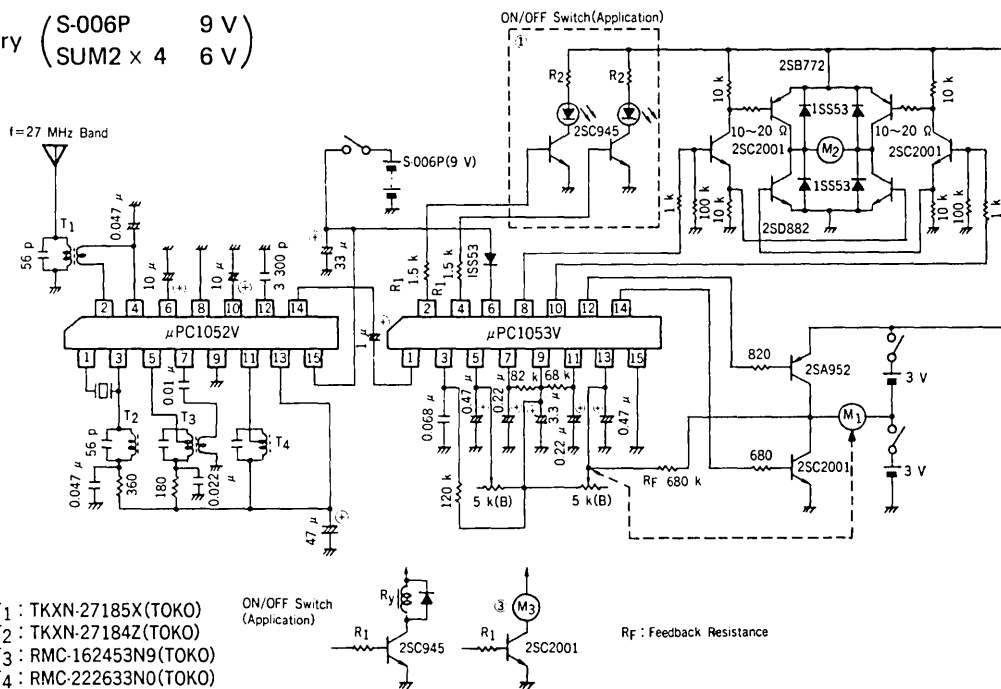 ON/OFF Switch (Application)
ry (S-006P 9 V
SUM2 × 4 6 V)
①
R2
R2
2SC945
f=27 MHz Band
S-006P(9 V)
2SB772
10 k
10 k
1SS53
10~20 Ω
10~20 Ω
2SC2001
2SC2001
M2
1SS53
1 k
100 k
10 k
2SD882
10 k
100 k
1 k
T1
56 p
0.047 μ
10 μ
10 μ
3 300 p
33 μ
R1
1.5 k
R1
1.5 k
1SS53
2 4 6 8 10 12 14
μPC1052V
1 3 5 7 9 11 13 15
1 μ
2 4 6 8 10 12 14
μPC1053V
1 3 5 7 9 11 13 15
0.01 μ
T2
56 p
T3
T4
0.047 μ
360
180
0.022 μ
47 μ
0.068 μ
0.47 μ
0.22 μ
82 k
68 k
3.3 μ
0.22 μ
0.47 μ
120 k
5 k(B)
5 k(B)
RF 680 k
820
2SA952
3 V
M1
680
2SC2001
3 V
ON/OFF Switch
(Application)
Ry
R1
2SC945
③
M3
R1
2SC2001
RF : Feedback Resistance
T1 : TKXN-27185X(TOKO)
T2 : TKXN-27184Z(TOKO)
T3 : RMC-162453N9(TOKO)
T4 : RMC-222633N0(TOKO)